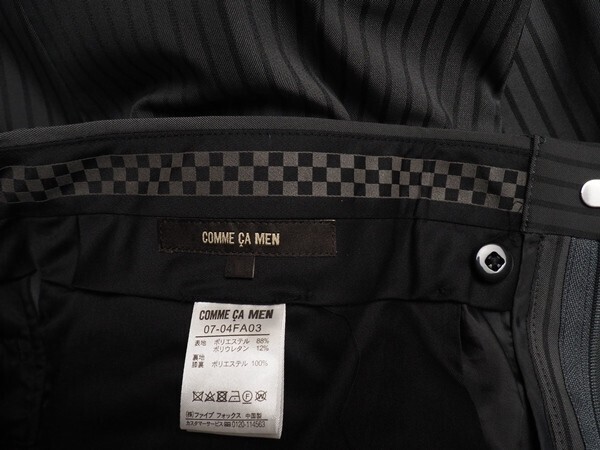 COMME ÇA MEN
COMME ÇA MEN
07-04FA03
表地 ポリエステル 88%
ポリウレタン 12%
裏地
膝裏 ポリエステル 100%
㈱ファイブ フォックス 中国製
カスタマーサービス 0120-114563